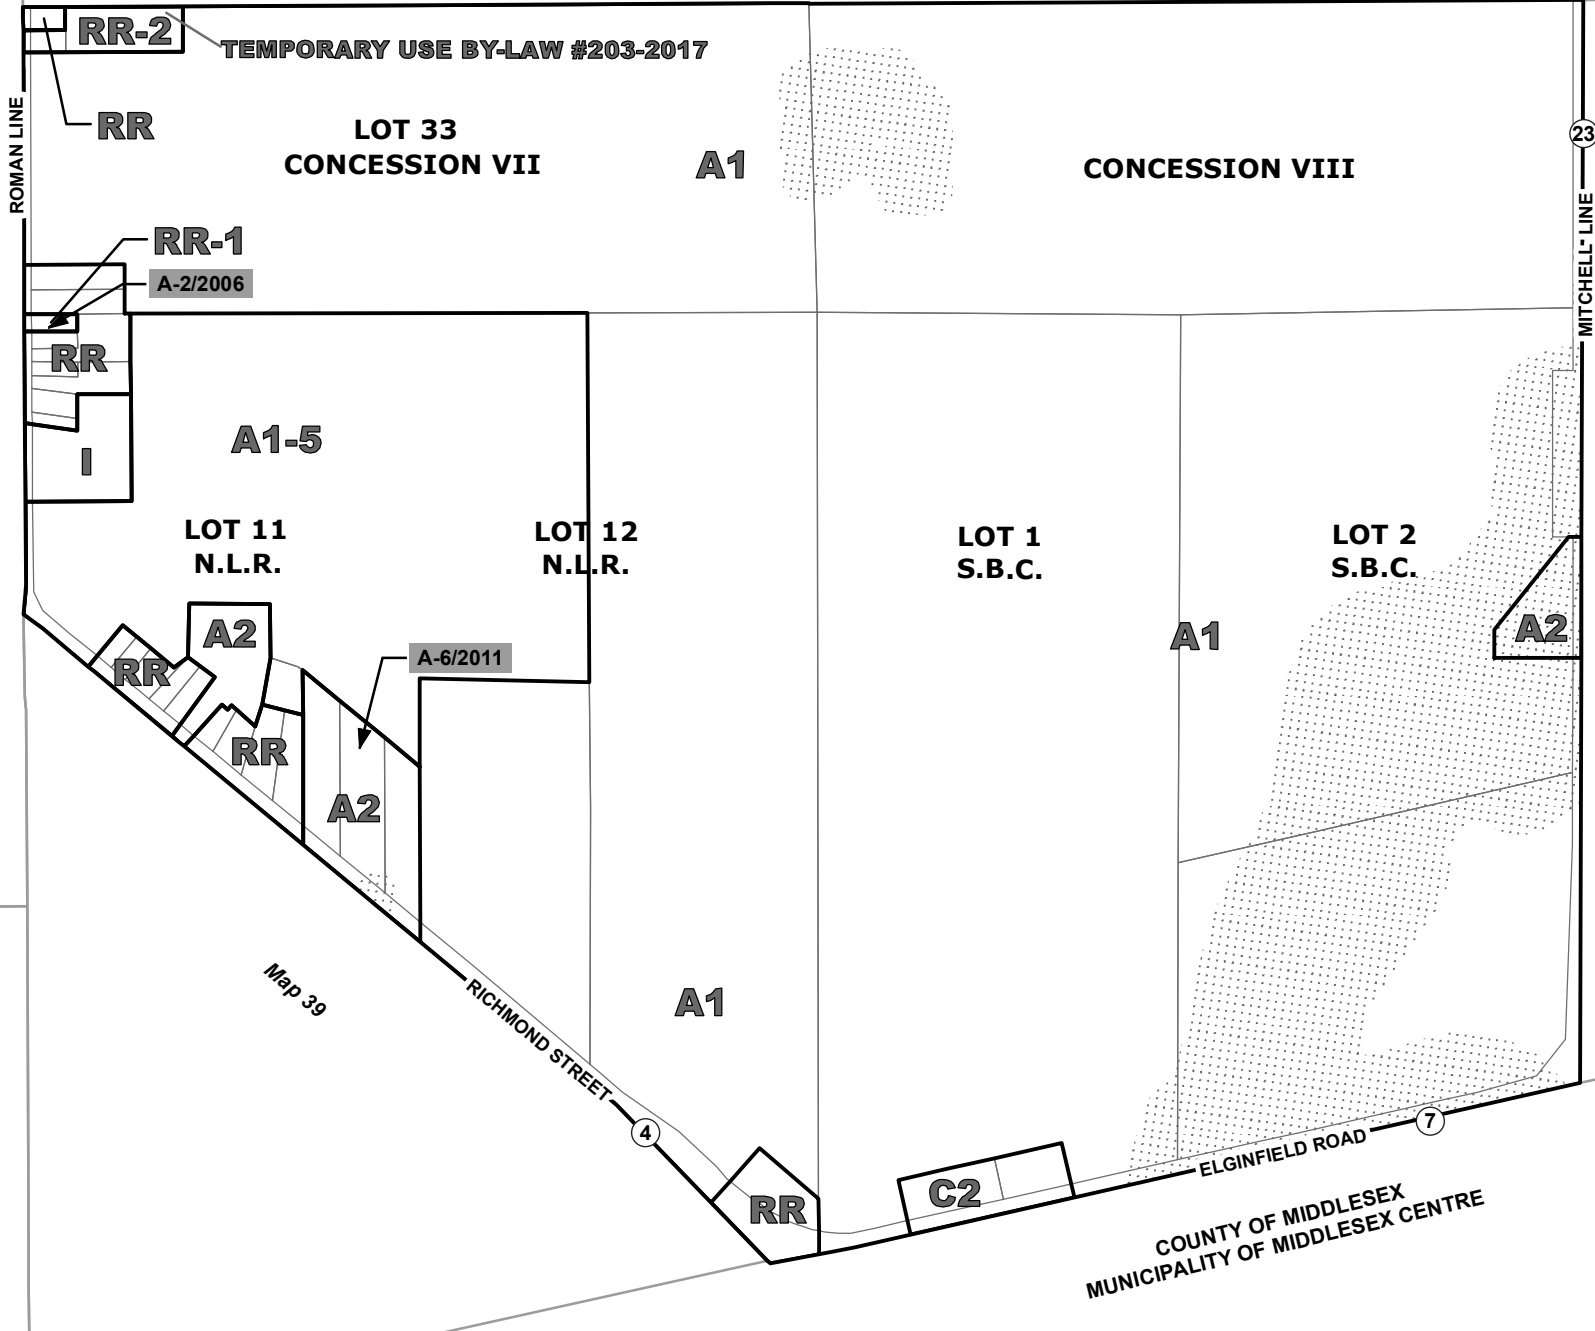 RR-2
TEMPORARY USE BY-LAW #203-2017
RR
LOT 33
CONCESSION VII
A1
CONCESSION VIII
23
ROMAN LINE
MITCHELL LINE
RR-1
A-2/2006
RR
A1-5
I
LOT 11
N.L.R.
LOT 12
N.L.R.
LOT 1
S.B.C.
LOT 2
S.B.C.
A2
A1
A2
RR
A-6/2011
RR
A2
Map 39
RICHMOND STREET
A1
4
7
ELGINFIELD ROAD
RR
C2
COUNTY OF MIDDLESEX
MUNICIPALITY OF MIDDLESEX CENTRE